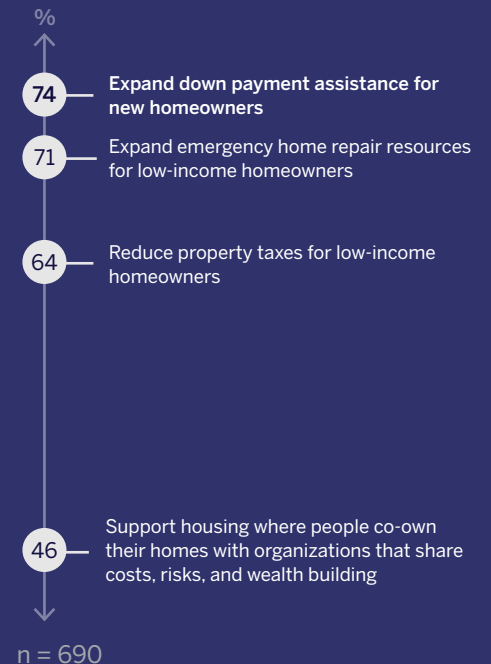 %
74
Expand down payment assistance for
new homeowners
71
Expand emergency home repair resources
for low-income homeowners
64
Reduce property taxes for low-income
homeowners
46
Support housing where people co-own
their homes with organizations that share
costs, risks, and wealth building
n = 690